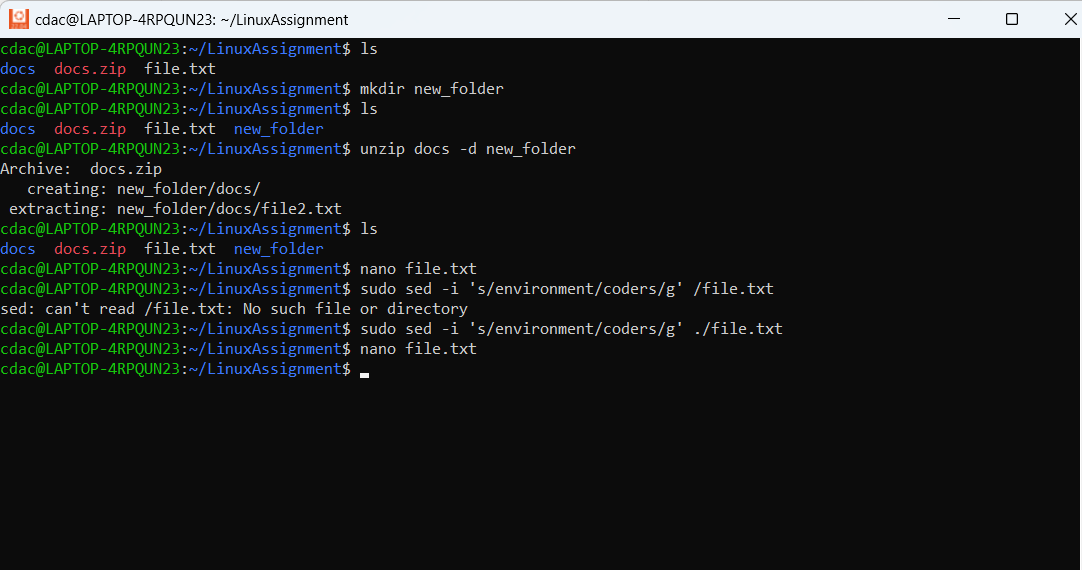 cdac@LAPTOP-4RPQUN23: ~/LinuxAssignment
cdac@LAPTOP-4RPQUN23:~/LinuxAssignment$ ls
docs  docs.zip  file.txt
cdac@LAPTOP-4RPQUN23:~/LinuxAssignment$ mkdir new_folder
cdac@LAPTOP-4RPQUN23:~/LinuxAssignment$ ls
docs  docs.zip  file.txt  new_folder
cdac@LAPTOP-4RPQUN23:~/LinuxAssignment$ unzip docs -d new_folder
Archive:  docs.zip
   creating: new_folder/docs/
 extracting: new_folder/docs/file2.txt
cdac@LAPTOP-4RPQUN23:~/LinuxAssignment$ ls
docs  docs.zip  file.txt  new_folder
cdac@LAPTOP-4RPQUN23:~/LinuxAssignment$ nano file.txt
cdac@LAPTOP-4RPQUN23:~/LinuxAssignment$ sudo sed -i 's/environment/coders/g' /file.txt
sed: can't read /file.txt: No such file or directory
cdac@LAPTOP-4RPQUN23:~/LinuxAssignment$ sudo sed -i 's/environment/coders/g' ./file.txt
cdac@LAPTOP-4RPQUN23:~/LinuxAssignment$ nano file.txt
cdac@LAPTOP-4RPQUN23:~/LinuxAssignment$